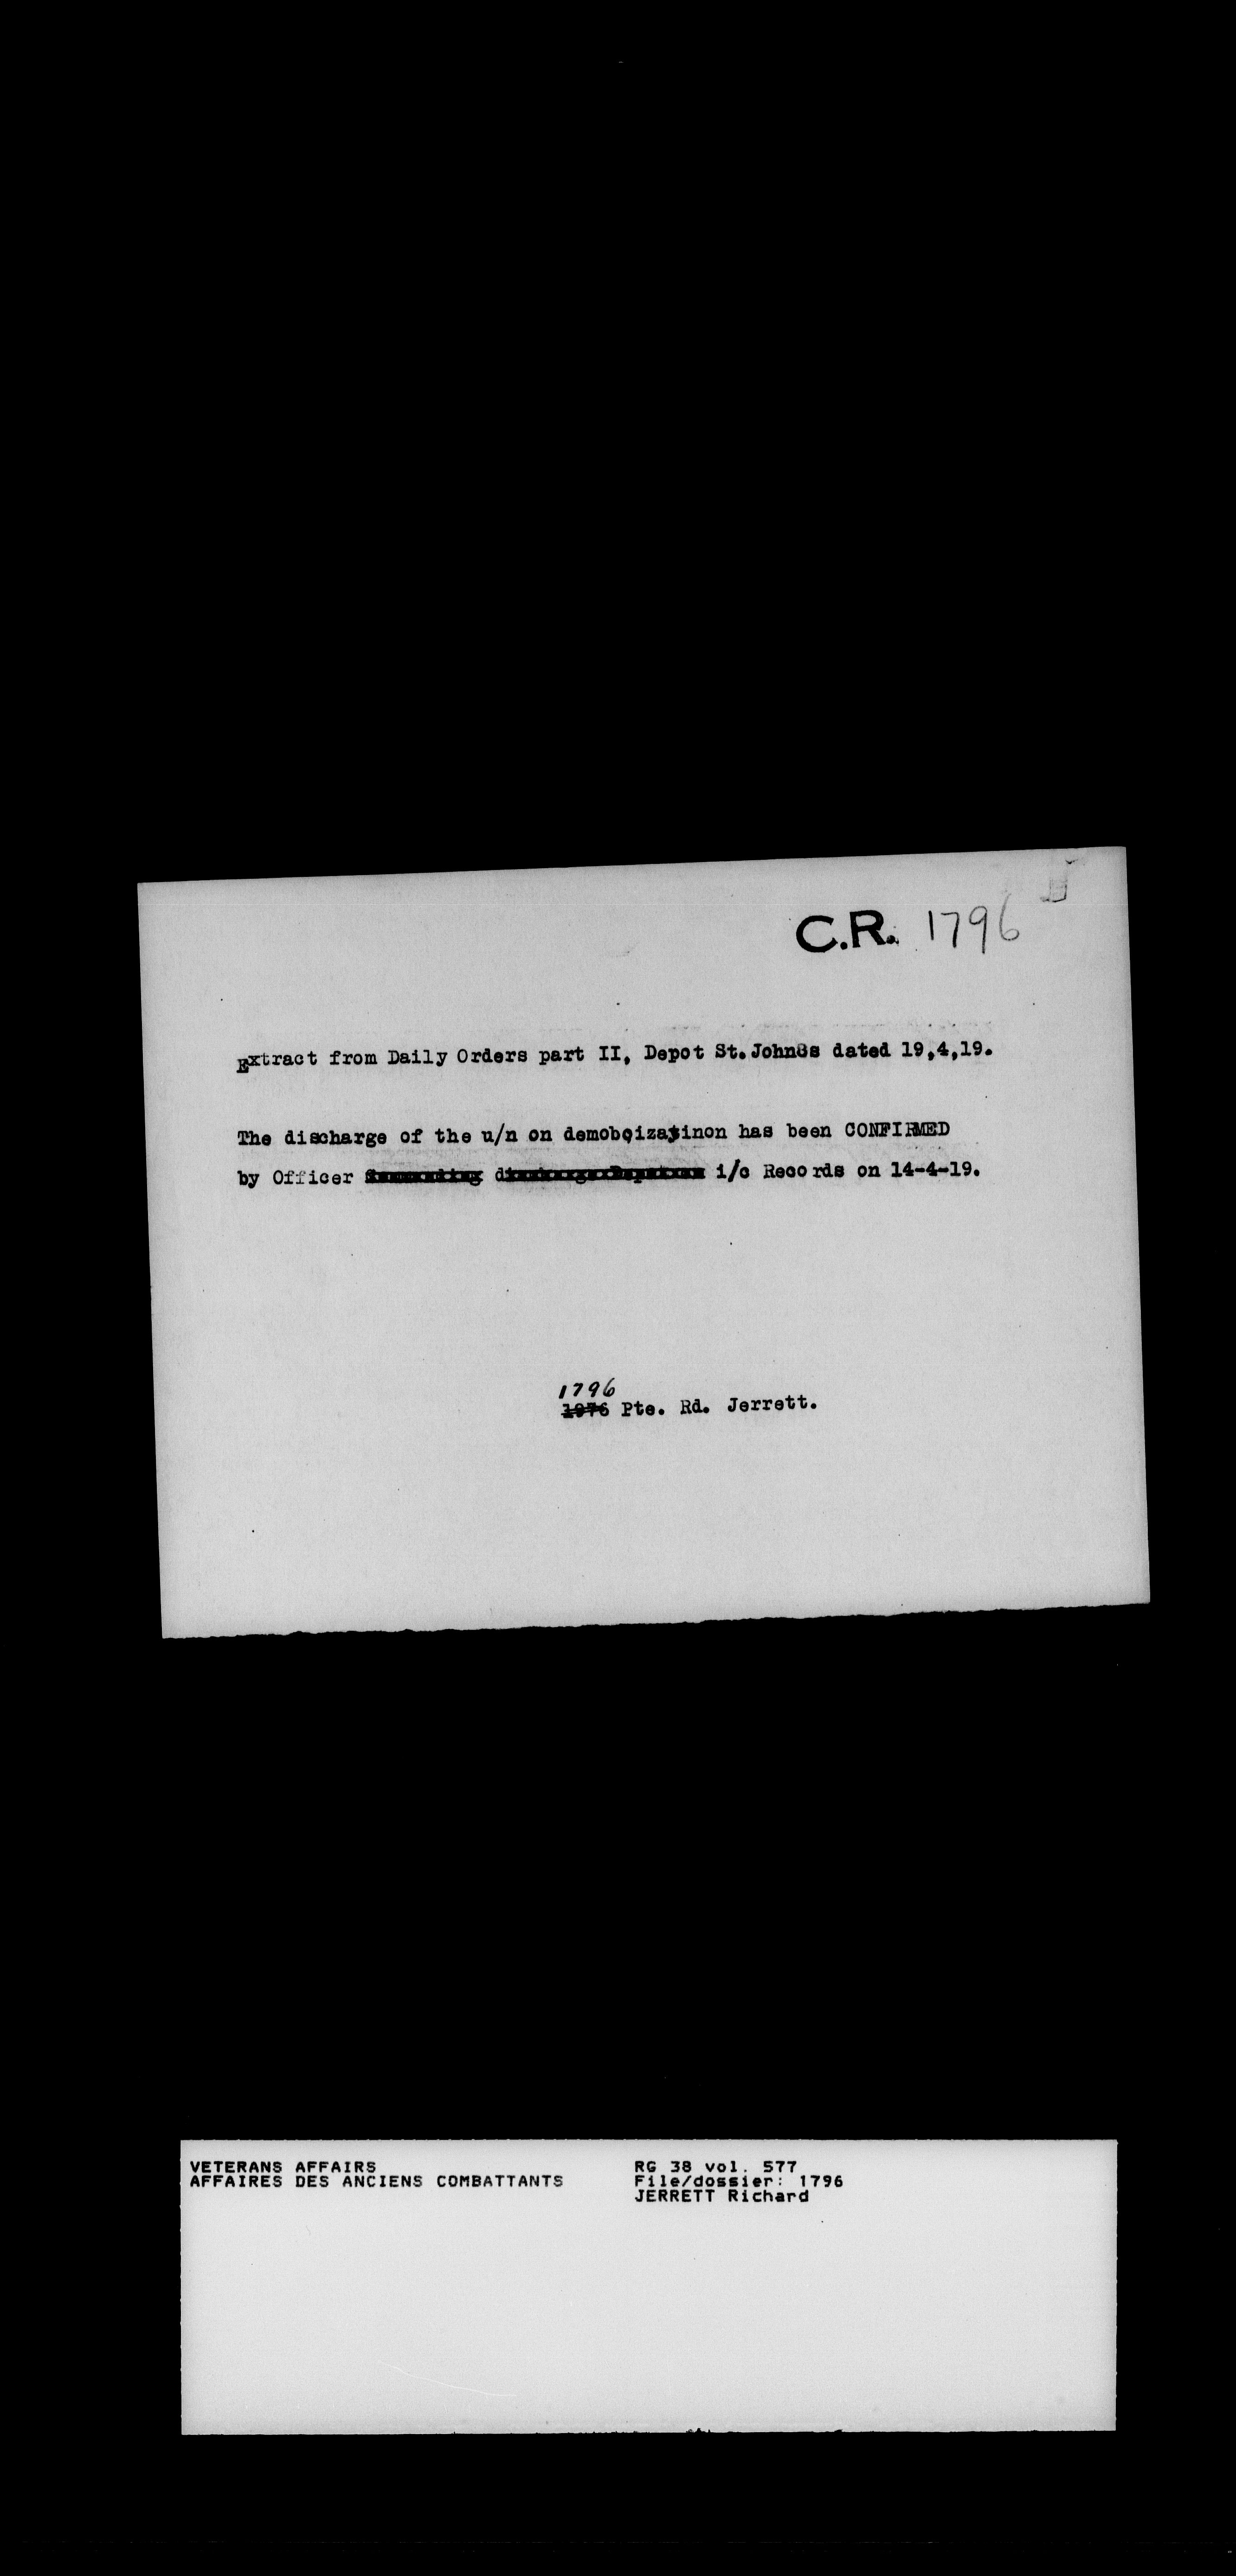 C.R. 1796
Extract from Daily Orders part II, Depot St.Johns dated 19,4,19.
The discharge of the u/n on demoboizatinon has been CONFIRMED
by Officer i/c Records on 14-4-19.
1796
1976 Pte. Rd. Jerrett.
VETERANS AFFAIRS
AFFAIRES DES ANCIENS COMBATTANTS
RG 38 vol. 577
File/dossier: 1796
JERRETT Richard